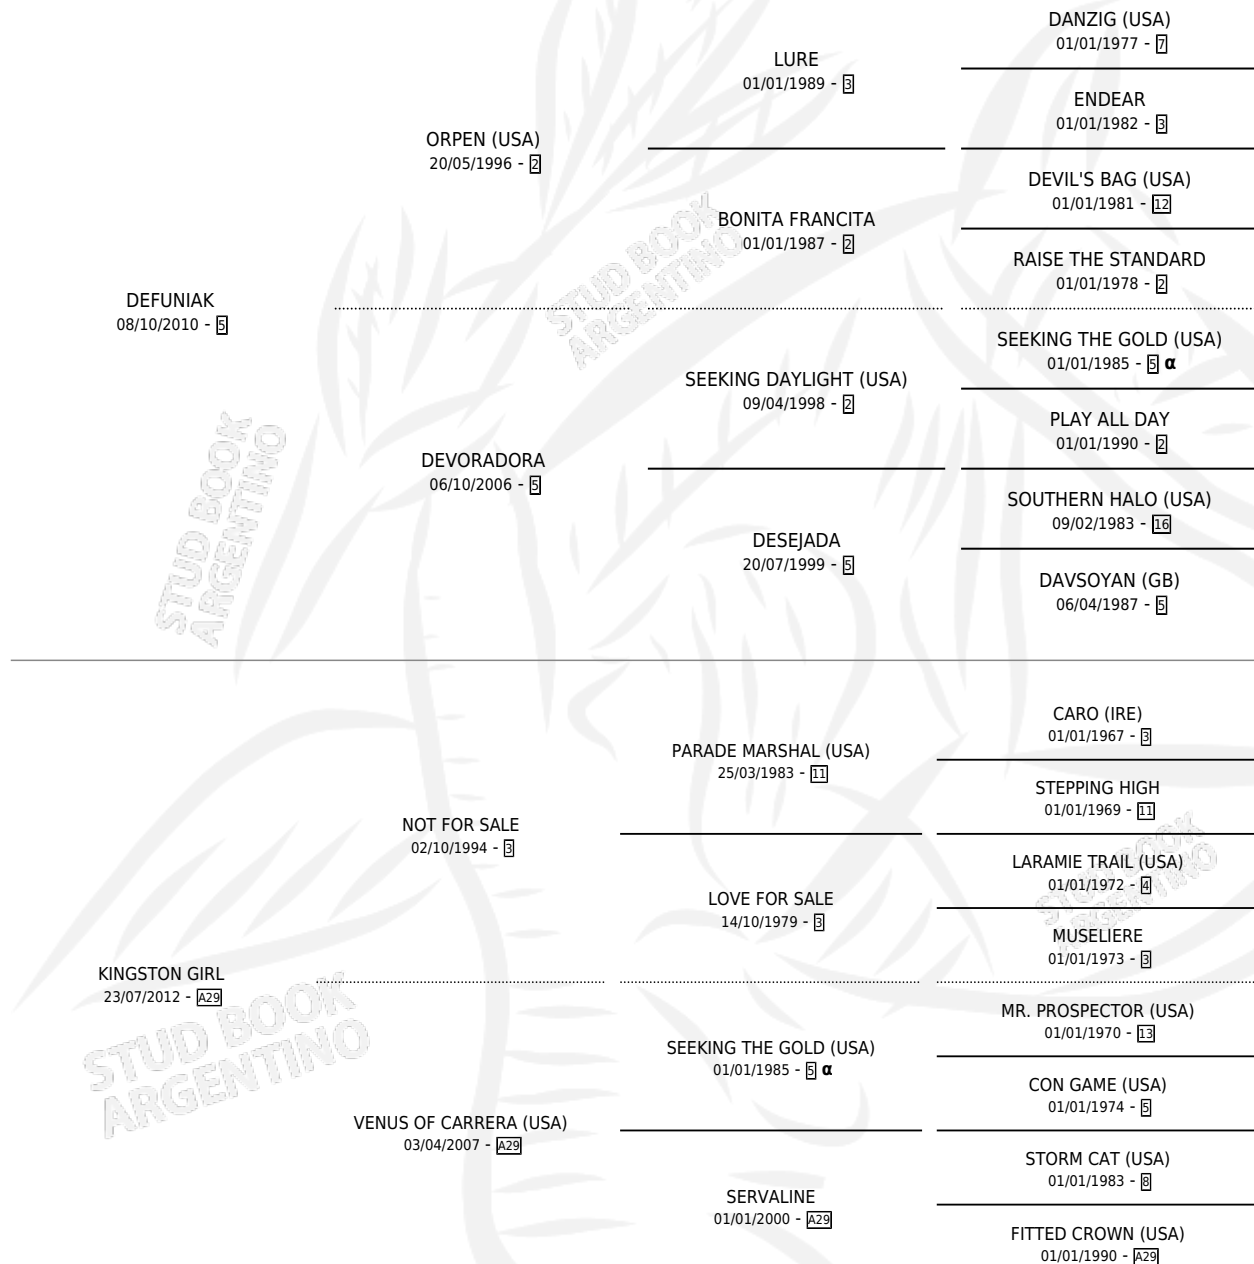 DANZIG (USA)
01/01/1977 - 7
LURE
01/01/1989 - 3
ENDEAR
01/01/1982 - 3
ORPEN (USA)
20/05/1996 - 2
DEVIL'S BAG (USA)
01/01/1981 - 12
BONITA FRANCITA
01/01/1987 - 2
RAISE THE STANDARD
01/01/1978 - 2
DEFUNIAK
08/10/2010 - 5
SEEKING THE GOLD (USA)
01/01/1985 - 5 α
SEEKING DAYLIGHT (USA)
09/04/1998 - 2
PLAY ALL DAY
01/01/1990 - 2
DEVORADORA
06/10/2006 - 5
SOUTHERN HALO (USA)
09/02/1983 - 16
DESEJADA
20/07/1999 - 5
DAVSOYAN (GB)
06/04/1987 - 5
CARO (IRE)
01/01/1967 - 3
PARADE MARSHAL (USA)
25/03/1983 - 11
STEPPING HIGH
01/01/1969 - 11
NOT FOR SALE
02/10/1994 - 3
LARAMIE TRAIL (USA)
01/01/1972 - 4
LOVE FOR SALE
14/10/1979 - 3
MUSELIERE
01/01/1973 - 3
KINGSTON GIRL
23/07/2012 - A29
MR. PROSPECTOR (USA)
01/01/1970 - 13
SEEKING THE GOLD (USA)
01/01/1985 - 5 α
CON GAME (USA)
01/01/1974 - 5
VENUS OF CARRERA (USA)
03/04/2007 - A29
STORM CAT (USA)
01/01/1983 - 8
SERVALINE
01/01/2000 - A29
FITTED CROWN (USA)
01/01/1990 - A29
STUD BOOK
ARGENTINO
STUD BOOK
ARGENTINO
STUD BOOK
ARGENTINO
STUD BOOK
ARGENTINO